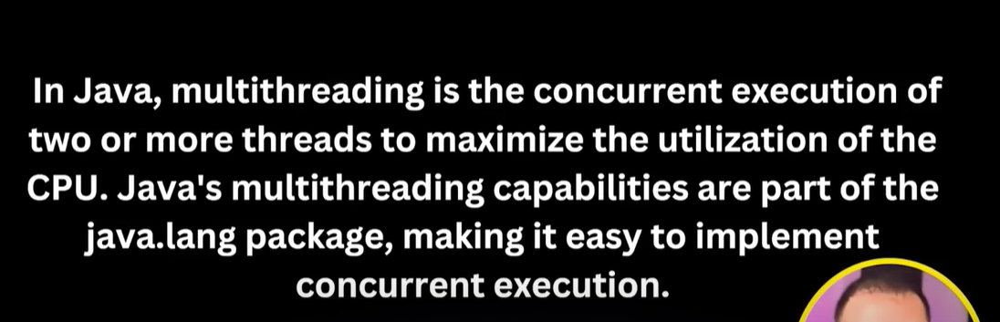 In Java, multithreading is the concurrent execution of
two or more threads to maximize the utilization of the
CPU. Java's multithreading capabilities are part of the
java.lang package, making it easy to implement
concurrent execution.